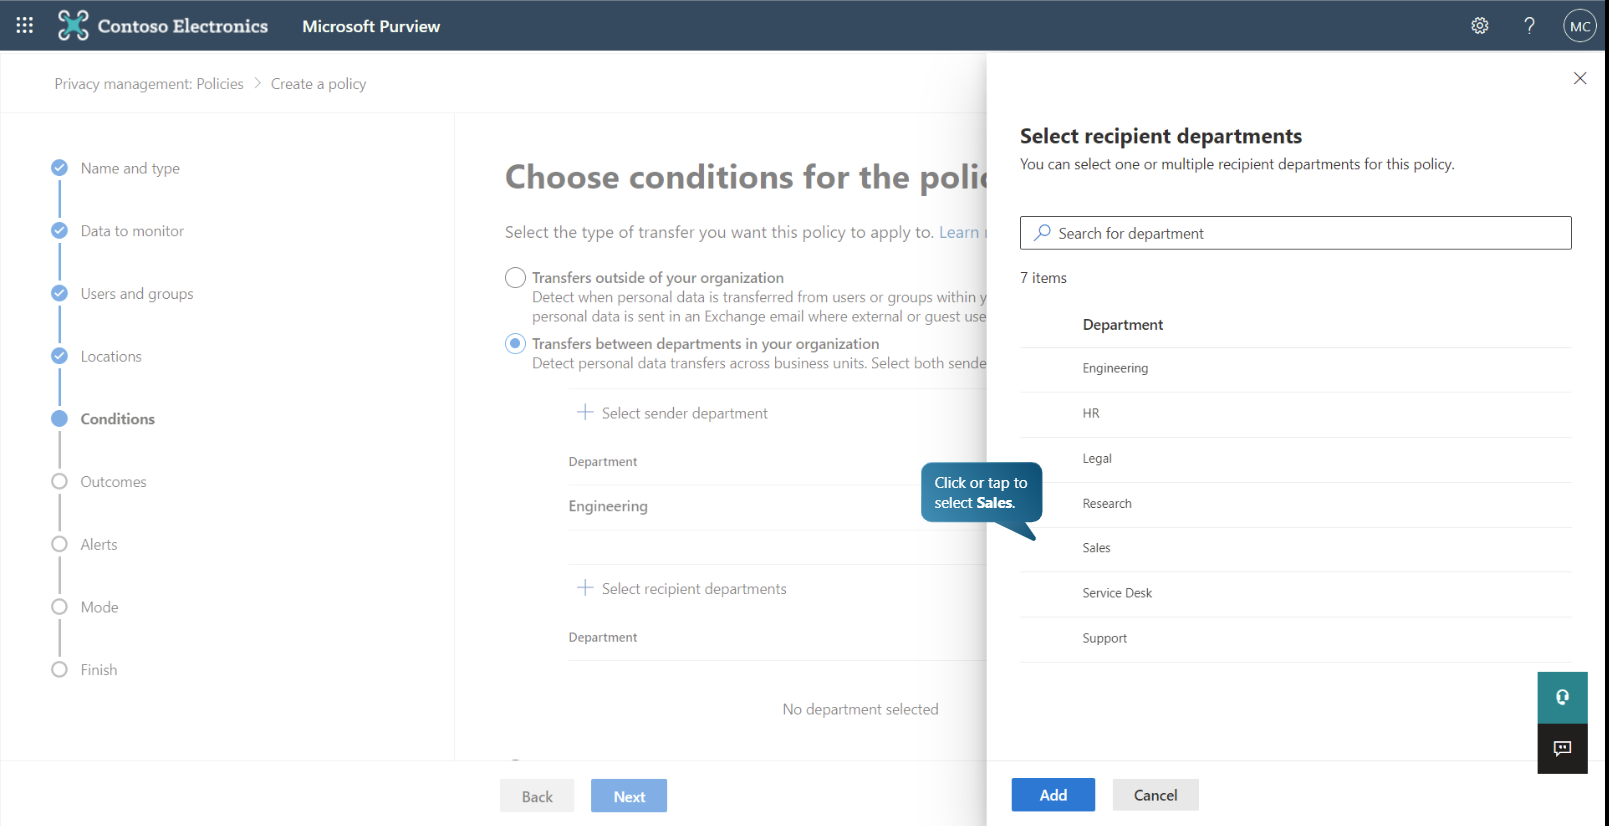 Contoso Electronics
Microsoft Purview
MC
Privacy management: Policies > Create a policy
Name and type
Data to monitor
Users and groups
Locations
Conditions
Outcomes
Alerts
Mode
Finish
Choose conditions for the polic
Select the type of transfer you want this policy to apply to. Learn
Transfers outside of your organization
Detect when personal data is transferred from users or groups within
personal data is sent in an Exchange email where external or guest use
Transfers between departments in your organization
Detect personal data transfers across business units. Select both sende
+ Select sender department
Department
Engineering
+ Select recipient departments
Department
No department selected
Back
Next
Click or tap to
select Sales.
Select recipient departments
You can select one or multiple recipient departments for this policy.
Search for department
7 items
Department
Engineering
HR
Legal
Research
Sales
Service Desk
Support
Add
Cancel